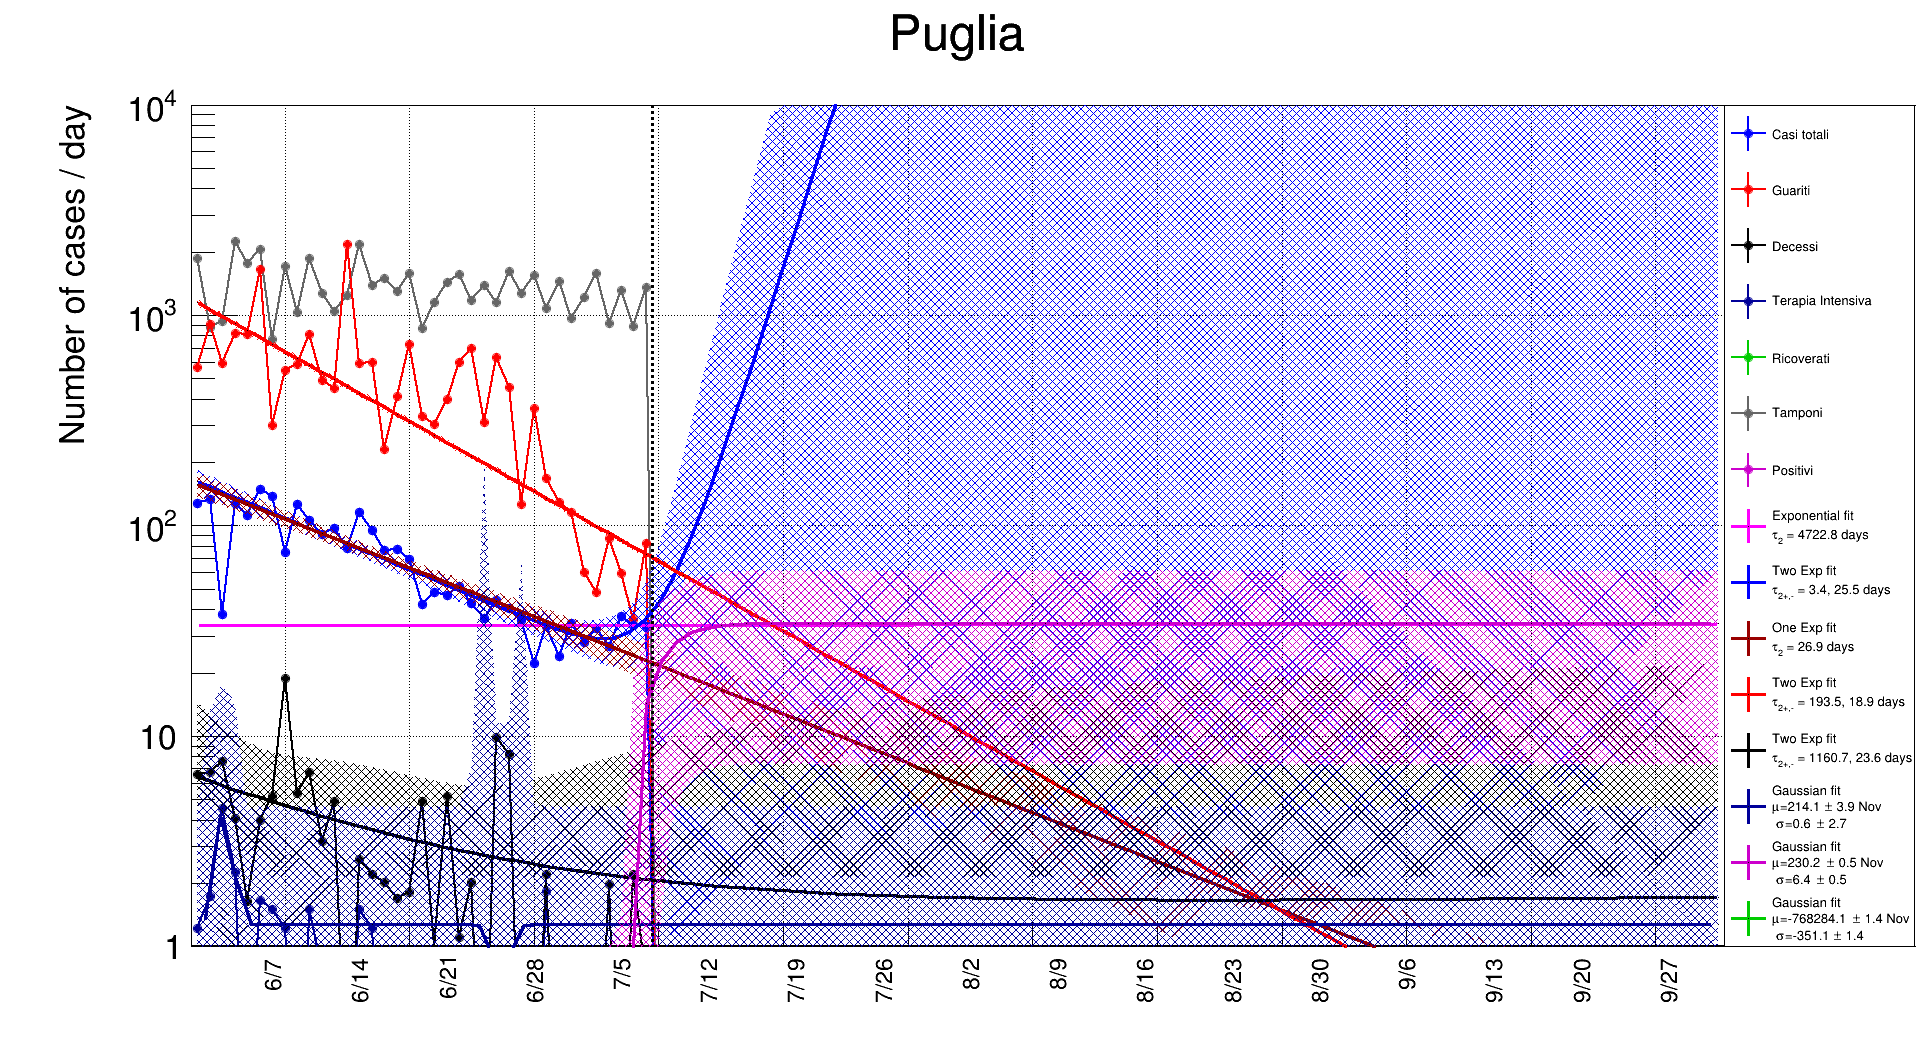 Puglia
Number of cases / day
10^4
10^3
10^2
10
1
6/7
6/14
6/21
6/28
7/5
7/12
7/19
7/26
8/2
8/9
8/16
8/23
8/30
9/6
9/13
9/20
9/27
Casi totali
Guariti
Decessi
Terapia Intensiva
Ricoverati
Tamponi
Positivi
Exponential fit
τ2 = 4722.8 days
Two Exp fit
τ2+,- = 3.4, 25.5 days
One Exp fit
τ2 = 26.9 days
Two Exp fit
τ2+,- = 193.5, 18.9 days
Two Exp fit
τ2+,- = 1160.7, 23.6 days
Gaussian fit
μ=214.1 ± 3.9 Nov
σ=0.6 ± 2.7
Gaussian fit
μ=230.2 ± 0.5 Nov
σ=6.4 ± 0.5
Gaussian fit
μ=-768284.1 ± 1.4 Nov
σ=-351.1 ± 1.4